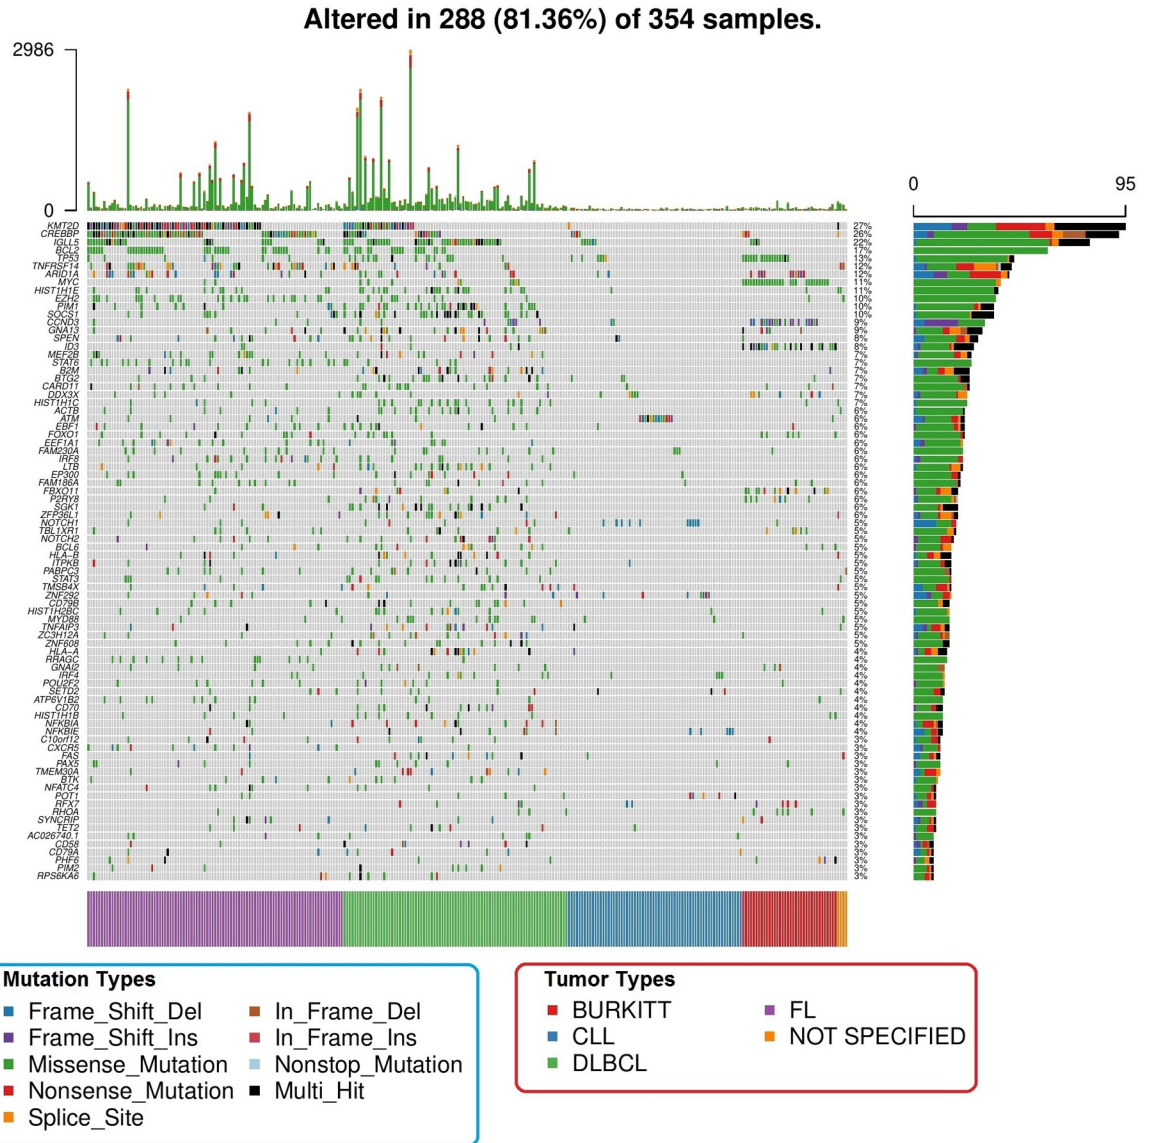 Altered in 288 (81.36%) of 354 samples.
2986
0
0 95
KMT2D 27%
CREBBP 26%
IGLL5 22%
BCL2 17%
TP53 13%
TNFRSF14 12%
ARID1A 12%
MYC 11%
HIST1H1E 11%
EZH2 10%
PIM1 10%
SOCS1 10%
CCND3 9%
GNA13 9%
SPEN 8%
ID3 8%
MEF2B 7%
STAT6 7%
B2M 7%
BTG2 7%
CARD11 7%
DDX3X 7%
HIST1H1C 7%
ACTB 6%
ATM 6%
EBF1 6%
FOXO1 6%
EEF1A1 6%
FAM230A 6%
IRF8 6%
LTB 6%
EP300 6%
FAM186A 6%
FBXO11 6%
P2RY8 6%
SGK1 6%
ZFP36L1 6%
NOTCH1 5%
TBL1XR1 5%
NOTCH2 5%
BCL6 5%
HLA−B 5%
ITPKB 5%
PABPC3 5%
STAT3 5%
TMSB4X 5%
ZNF292 5%
CD79B 5%
HIST1H2BC 5%
MYD88 5%
TNFAIP3 5%
ZC3H12A 5%
ZNF608 5%
HLA−A 4%
RRAGC 4%
GNAI2 4%
IRF4 4%
POU2F2 4%
SETD2 4%
ATP6V1B2 4%
CD70 4%
HIST1H1B 4%
NFKBIA 4%
NFKBIE 4%
C10orf12 3%
CXCR5 3%
FAS 3%
PAX5 3%
TMEM30A 3%
BTK 3%
NFATC4 3%
POT1 3%
RFX7 3%
RHOA 3%
SYNCRIP 3%
TET2 3%
AC026740.1 3%
CD58 3%
CD79A 3%
PHF6 3%
PIM2 3%
RPS6KA6 3%
Mutation Types
Frame_Shift_Del In_Frame_Del
Frame_Shift_Ins In_Frame_Ins
Missense_Mutation Nonstop_Mutation
Nonsense_Mutation Multi_Hit
Splice_Site
Tumor Types
BURKITT FL
CLL NOT SPECIFIED
DLBCL